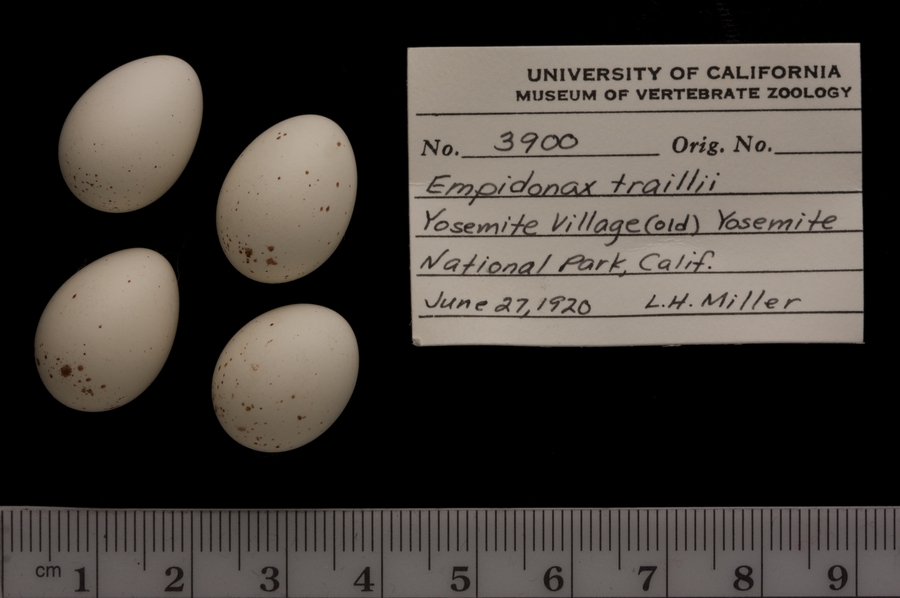 UNIVERSITY OF CALIFORNIA
MUSEUM OF VERTEBRATE ZOOLOGY
No. 3900 Orig. No.
Empidonax traillii
Yosemite Village (old) Yosemite
National Park, Calif.
June 27, 1920 L.H. Miller
cm 1 2 3 4 5 6 7 8 9